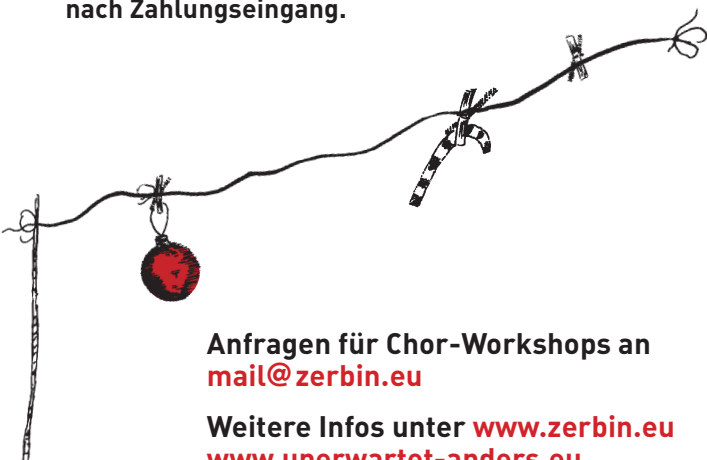 nach Zahlungseingang.
Anfragen für Chor-Workshops an
mail@zerbin.eu
Weitere Infos unter www.zerbin.eu
www.unerwartet-anders.eu